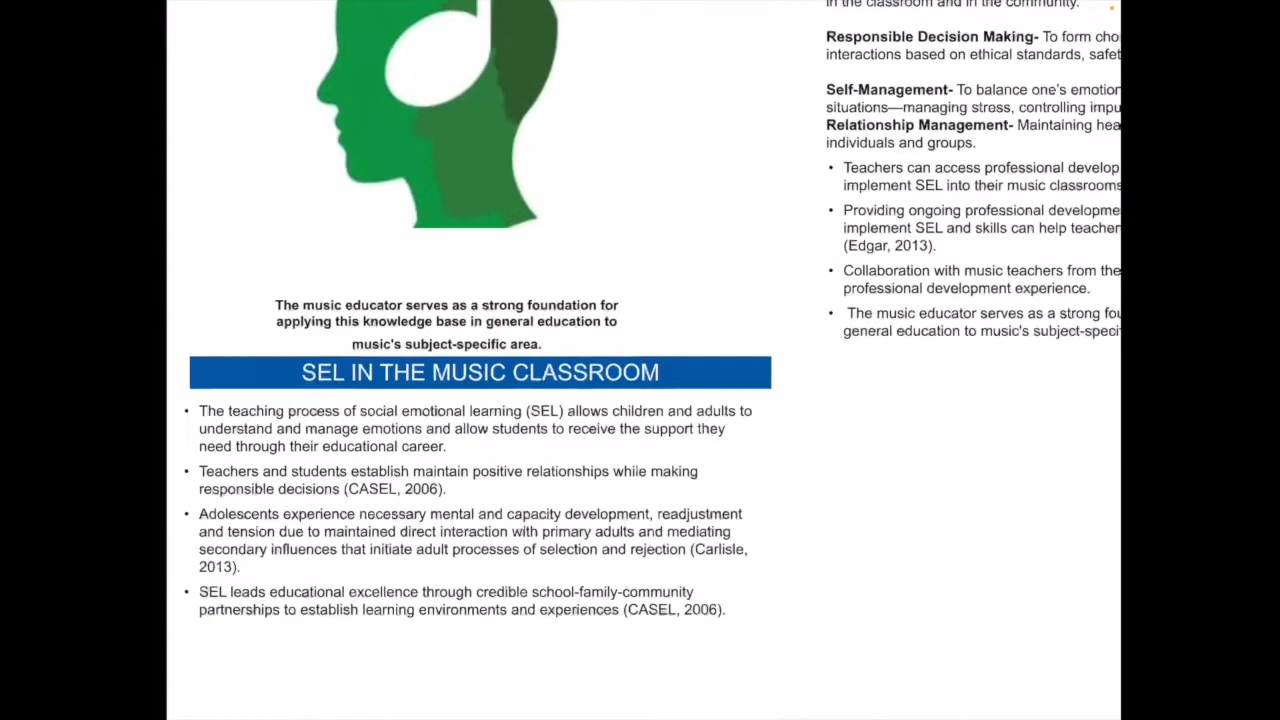 The music educator serves as a strong foundation for
applying this knowledge base in general education to
music's subject-specific area.
SEL IN THE MUSIC CLASSROOM
• The teaching process of social emotional learning (SEL) allows children and adults to
understand and manage emotions and allow students to receive the support they
need through their educational career.
• Teachers and students establish maintain positive relationships while making
responsible decisions (CASEL, 2006).
• Adolescents experience necessary mental and capacity development, readjustment
and tension due to maintained direct interaction with primary adults and mediating
secondary influences that initiate adult processes of selection and rejection (Carlisle,
2013).
• SEL leads educational excellence through credible school-family-community
partnerships to establish learning environments and experiences (CASEL, 2006).
in the classroom and in the community.
Responsible Decision Making- To form cho
interactions based on ethical standards, safet
Self-Management- To balance one's emotion
situations—managing stress, controlling impu
Relationship Management- Maintaining hea
individuals and groups.
• Teachers can access professional develop
implement SEL into their music classrooms
• Providing ongoing professional developme
implement SEL and skills can help teacher
(Edgar, 2013).
• Collaboration with music teachers from the
professional development experience.
• The music educator serves as a strong fou
general education to music's subject-speci